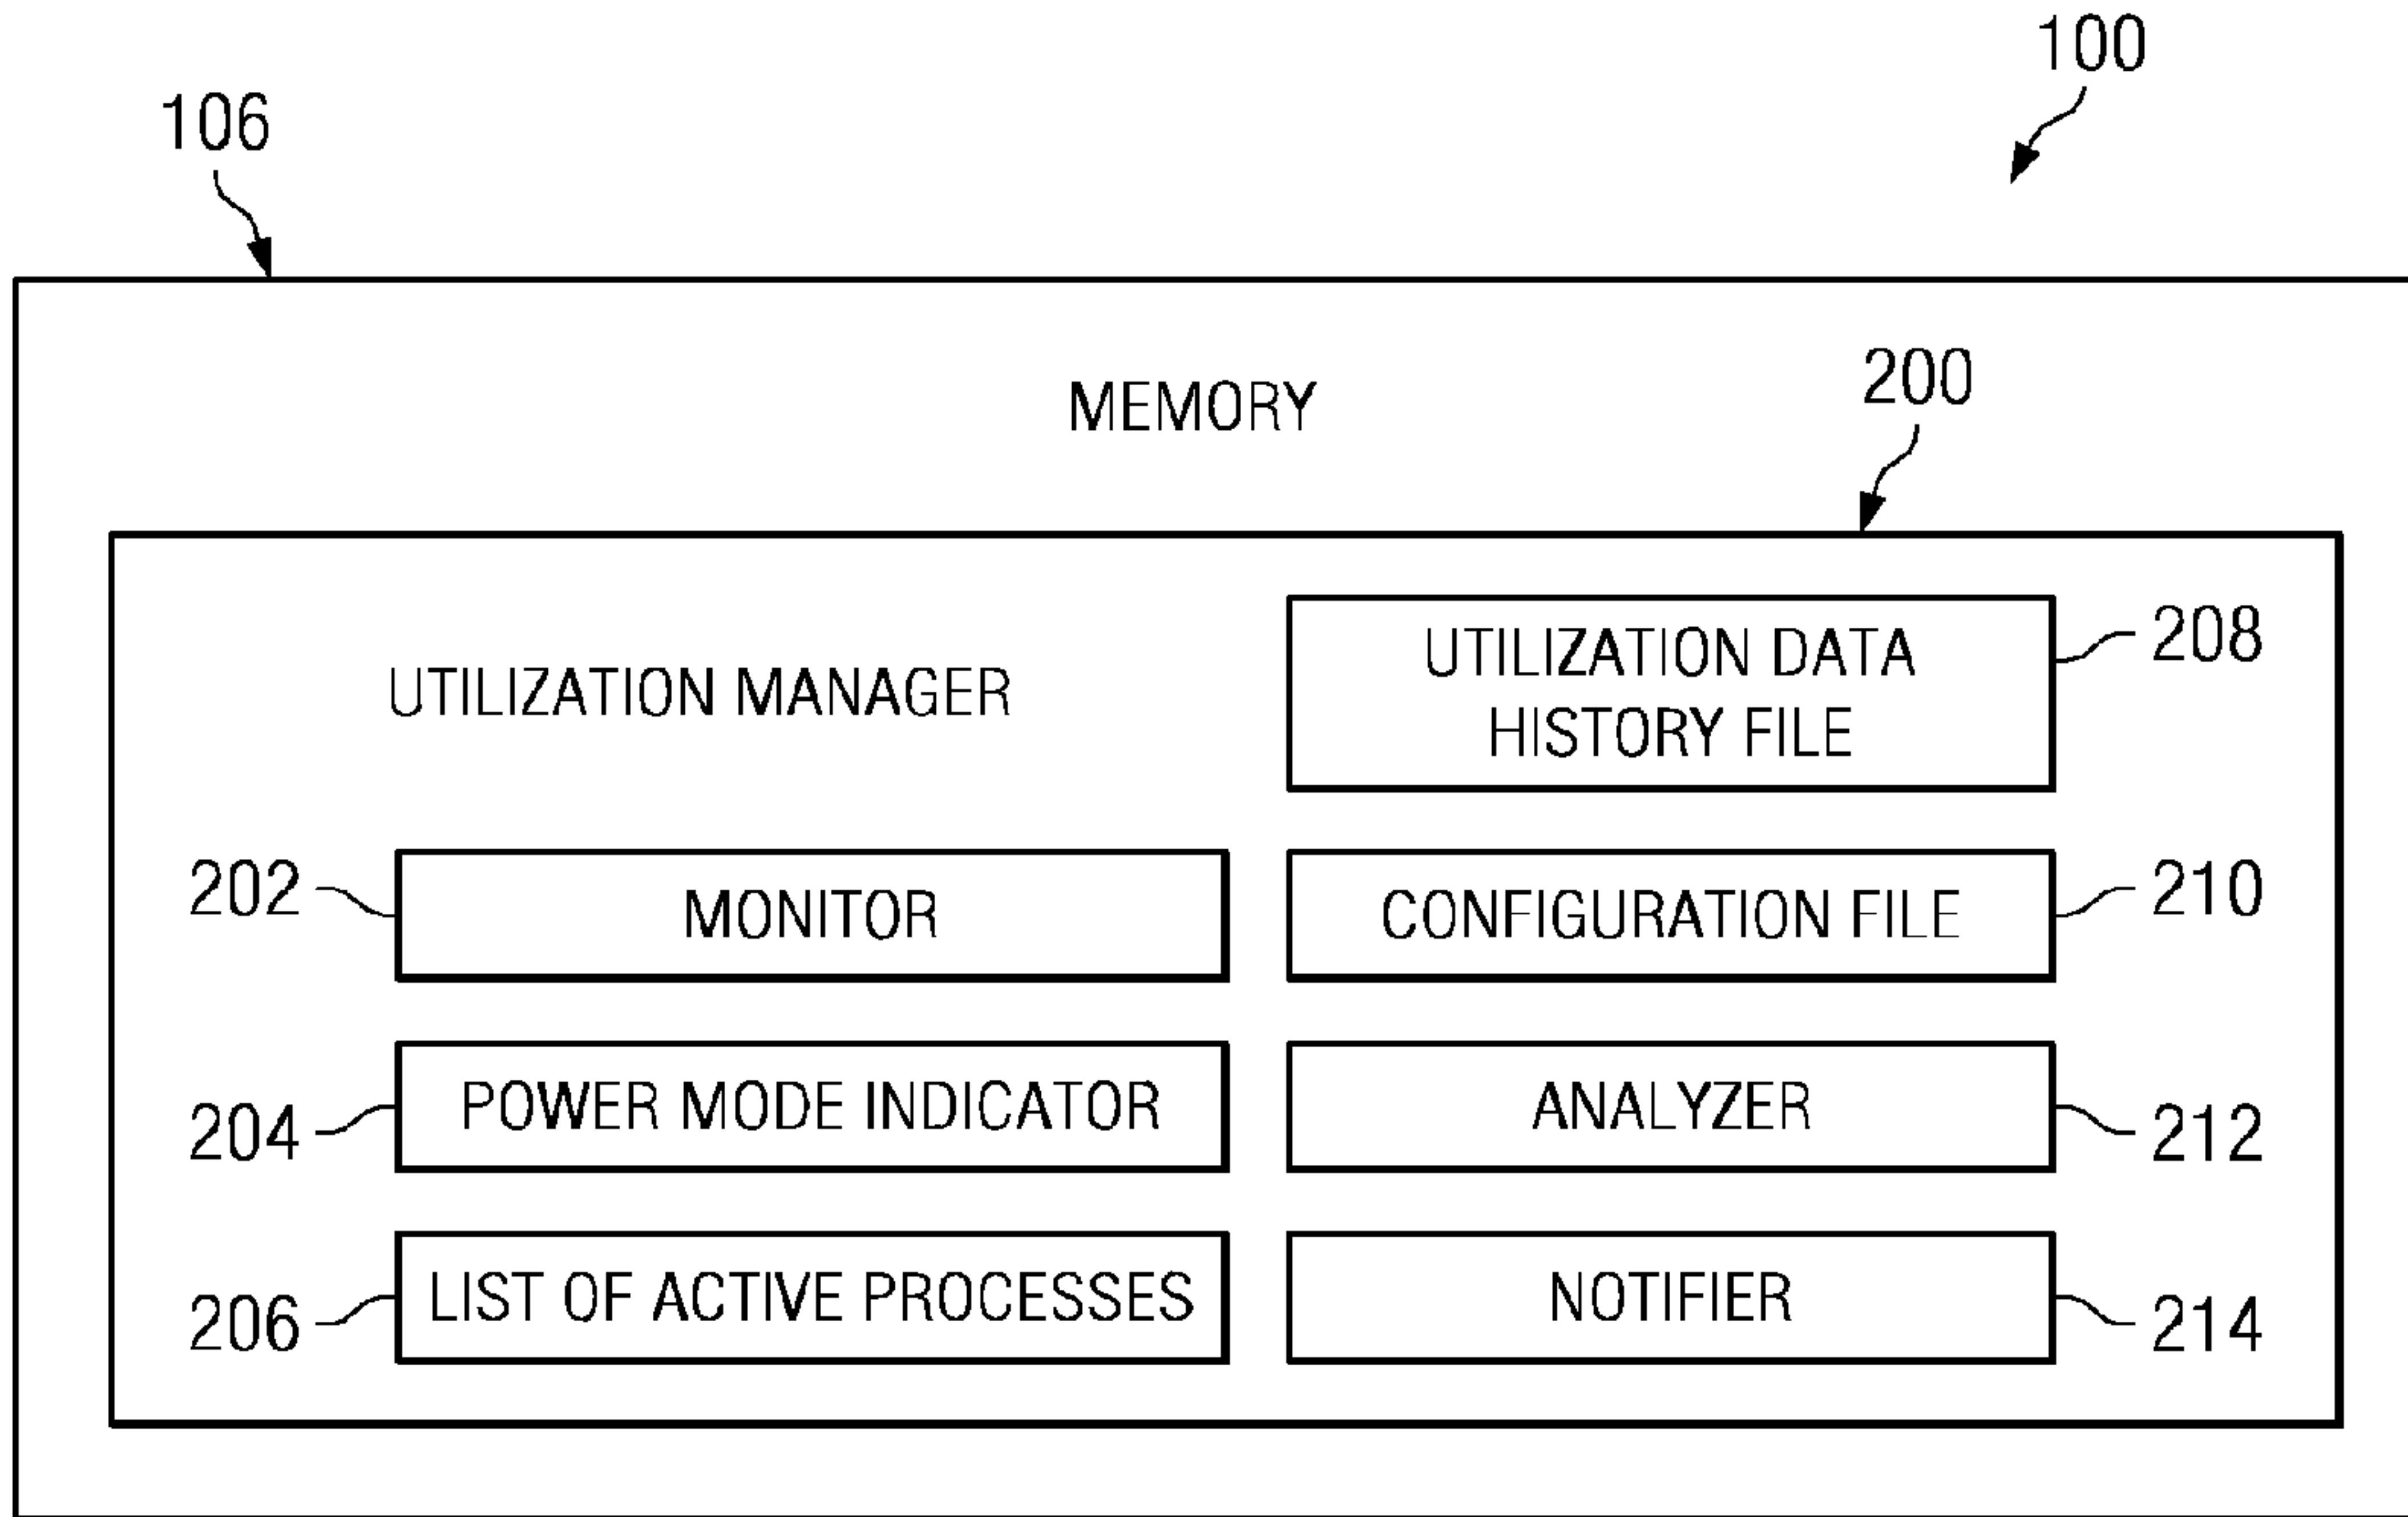 100
106
MEMORY
200
UTILIZATION MANAGER
UTILIZATION DATA
HISTORY FILE
208
202
MONITOR
CONFIGURATION FILE
210
204
POWER MODE INDICATOR
ANALYZER
212
206
LIST OF ACTIVE PROCESSES
NOTIFIER
214